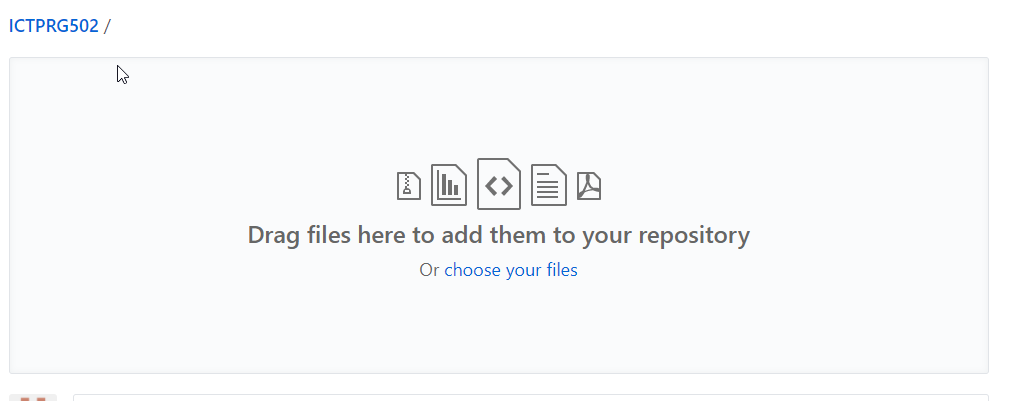 ICTPRG502 /
Drag files here to add them to your repository
Or choose your files